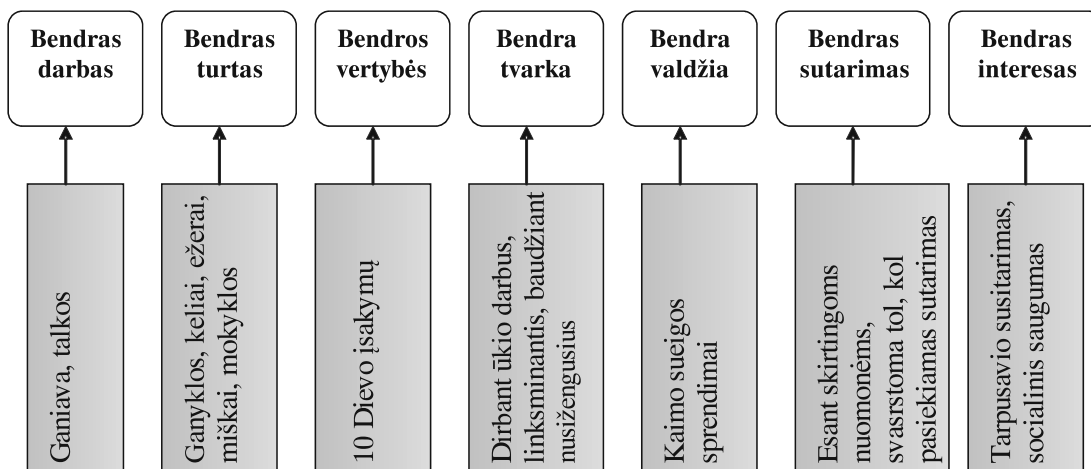 Bendras
darbas
Bendras
turtas
Bendros
vertybės
Bendra
tvarka
Bendra
valdžia
Bendras
sutarimas
Bendras
interesas
Ganiava, talkos
Ganyklos, keliai, ežerai,
miškai, mokyklos
10 Dievo įsakymų
Dirbant ūkio darbus,
linksminantis, baudžiant
nusižengusius
Kaimo sueigos
sprendimai
Esant skirtingoms
nuomonėms,
svasrstoma tol, kol
pasiekiamas sutarimas
Tarpusavio susitarimas,
socialinis saugumas